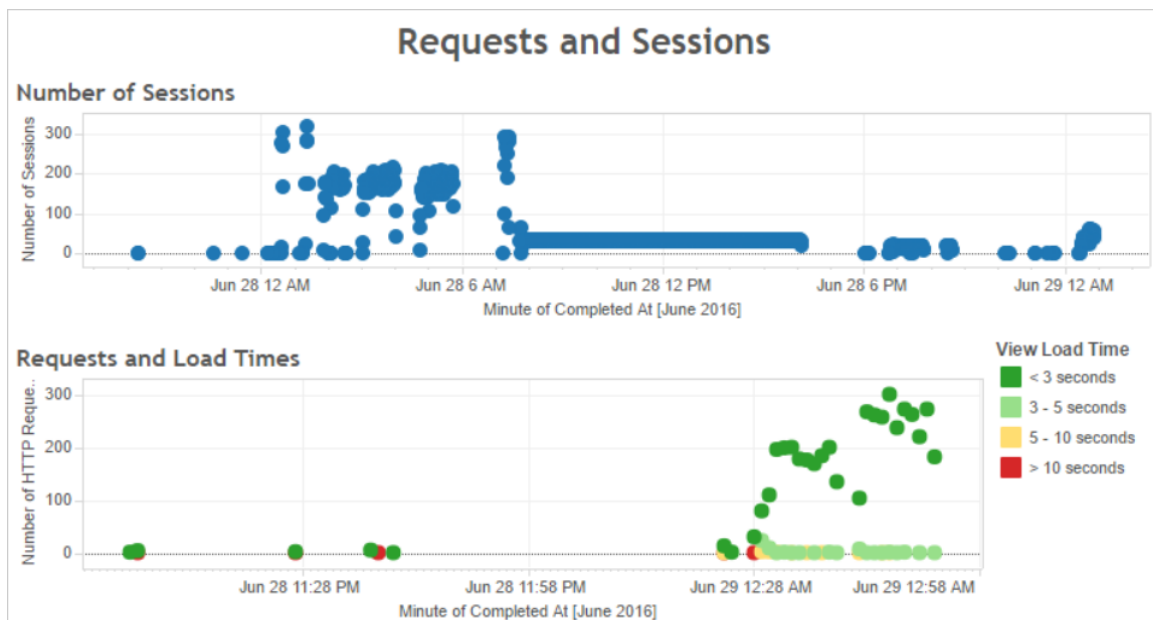 Requests and Sessions
Number of Sessions
Number of Sessions
300
200
100
0
Jun 28 12 AM Jun 28 6 AM Jun 28 12 PM Jun 28 6 PM Jun 29 12 AM
Minute of Completed At [June 2016]
Requests and Load Times
Number of HTTP Reque..
300
200
100
0
Jun 28 11:28 PM Jun 28 11:58 PM Jun 29 12:28 AM Jun 29 12:58 AM
Minute of Completed At [June 2016]
View Load Time
< 3 seconds
3 - 5 seconds
5 - 10 seconds
> 10 seconds